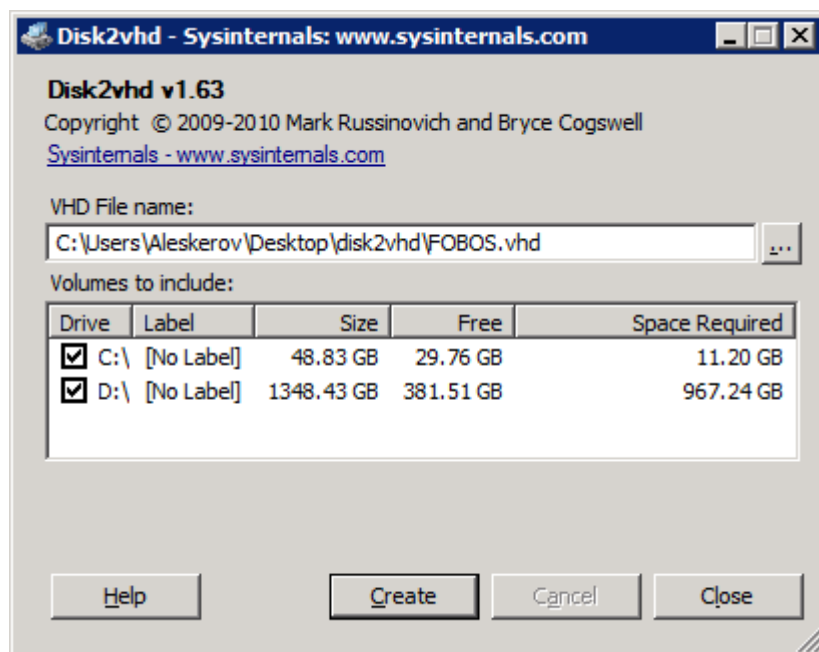 Disk2vhd - Sysinternals: www.sysinternals.com
Disk2vhd v1.63
Copyright © 2009-2010 Mark Russinovich and Bryce Cogswell
Sysinternals - www.sysinternals.com
VHD File name:
C:\Users\Aleskerov\Desktop\disk2vhd\FOBOS.vhd ...
Volumes to include:
Drive Label Size Free Space Required
C:\ [No Label] 48.83 GB 29.76 GB 11.20 GB
D:\ [No Label] 1348.43 GB 381.51 GB 967.24 GB
Help Create Cancel Close